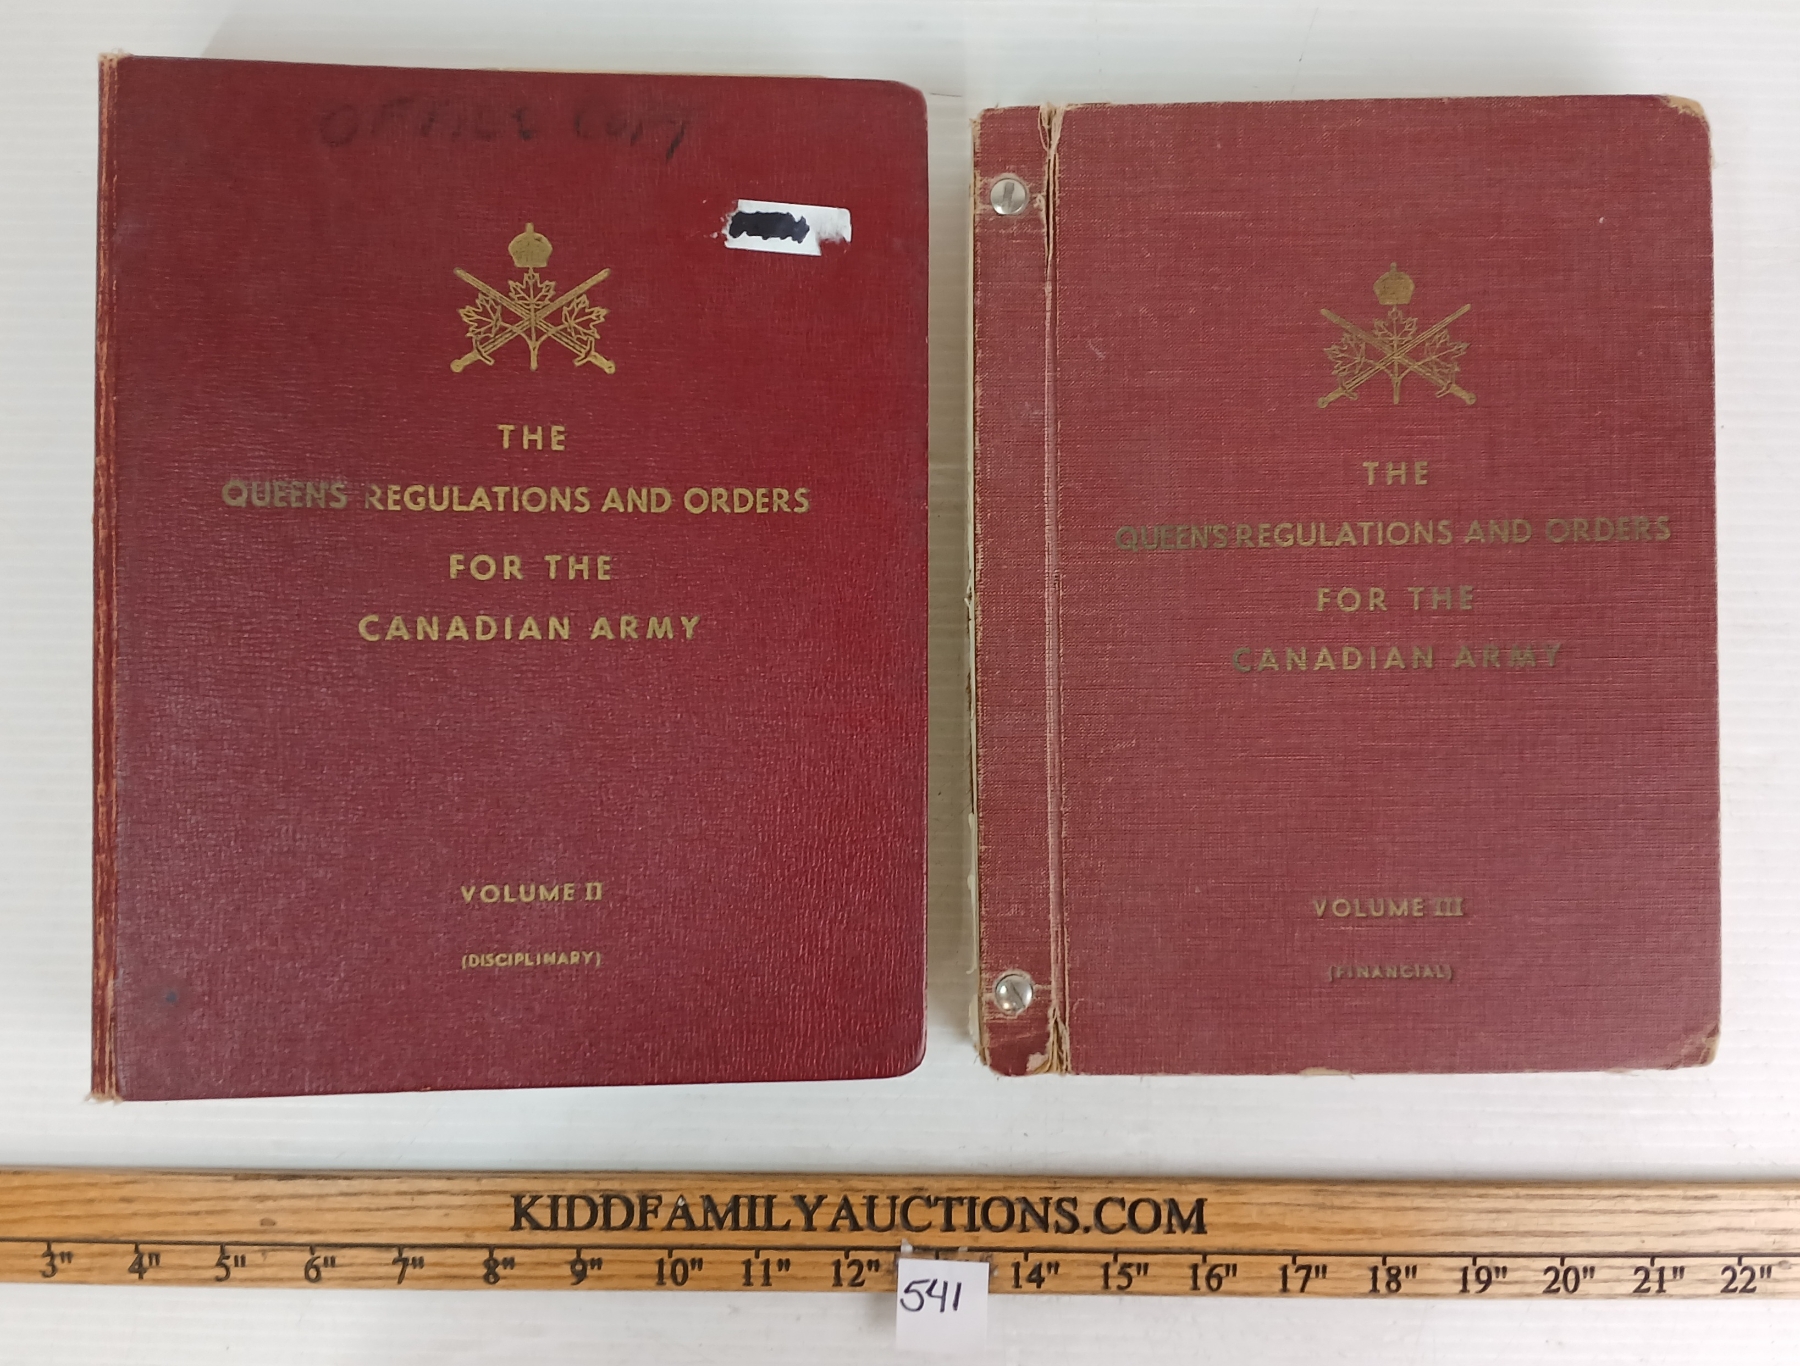 OFFICE COPY
THE
QUEEN'S REGULATIONS AND ORDERS
FOR THE
CANADIAN ARMY
VOLUME II
(DISCIPLINARY)
THE
QUEEN'S REGULATIONS AND ORDERS
FOR THE
CANADIAN ARMY
VOLUME III
(FINANCIAL)
KIDDFAMILYAUCTIONS.COM
3" 4" 5" 6" 7" 8" 9" 10" 11" 12" 14" 15" 16" 17" 18" 19" 20" 21" 22"
541